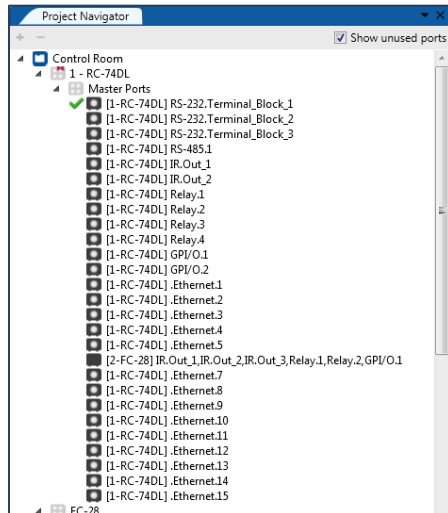 Project Navigator
Show unused ports
Control Room
1 - RC-74DL
Master Ports
[1-RC-74DL] RS-232.Terminal_Block_1
[1-RC-74DL] RS-232.Terminal_Block_2
[1-RC-74DL] RS-232.Terminal_Block_3
[1-RC-74DL] RS-485.1
[1-RC-74DL] IR.Out_1
[1-RC-74DL] IR.Out_2
[1-RC-74DL] Relay.1
[1-RC-74DL] Relay.2
[1-RC-74DL] Relay.3
[1-RC-74DL] Relay.4
[1-RC-74DL] GPI/O.1
[1-RC-74DL] GPI/O.2
[1-RC-74DL] .Ethernet.1
[1-RC-74DL] .Ethernet.2
[1-RC-74DL] .Ethernet.3
[1-RC-74DL] .Ethernet.4
[1-RC-74DL] .Ethernet.5
[2-FC-28] IR.Out_1,IR.Out_2,IR.Out_3,Relay.1,Relay.2,GPI/O.1
[1-RC-74DL] .Ethernet.7
[1-RC-74DL] .Ethernet.8
[1-RC-74DL] .Ethernet.9
[1-RC-74DL] .Ethernet.10
[1-RC-74DL] .Ethernet.11
[1-RC-74DL] .Ethernet.12
[1-RC-74DL] .Ethernet.13
[1-RC-74DL] .Ethernet.14
[1-RC-74DL] .Ethernet.15
FC-28